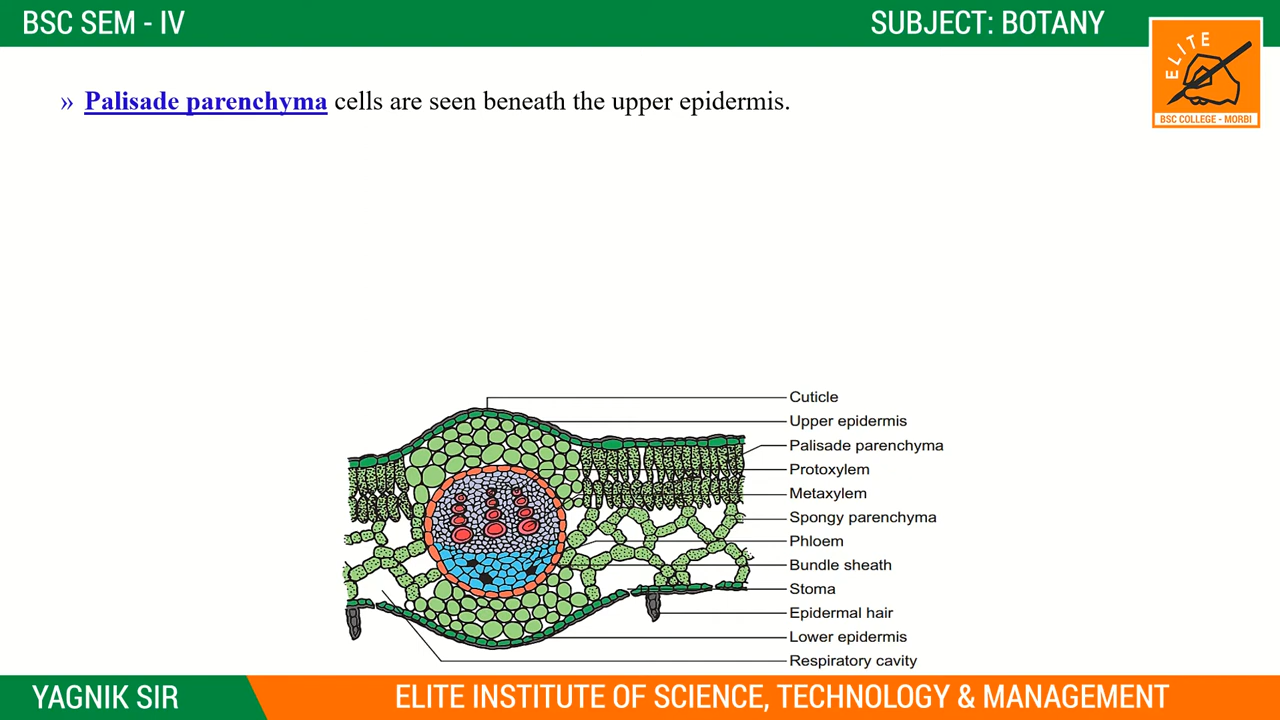 BSC SEM - IV
SUBJECT: BOTANY
ELITE
BSC COLLEGE - MORBI
» Palisade parenchyma cells are seen beneath the upper epidermis.
Cuticle
Upper epidermis
Palisade parenchyma
Protoxylem
Metaxylem
Spongy parenchyma
Phloem
Bundle sheath
Stoma
Epidermal hair
Lower epidermis
Respiratory cavity
YAGNIK SIR
ELITE INSTITUTE OF SCIENCE, TECHNOLOGY & MANAGEMENT